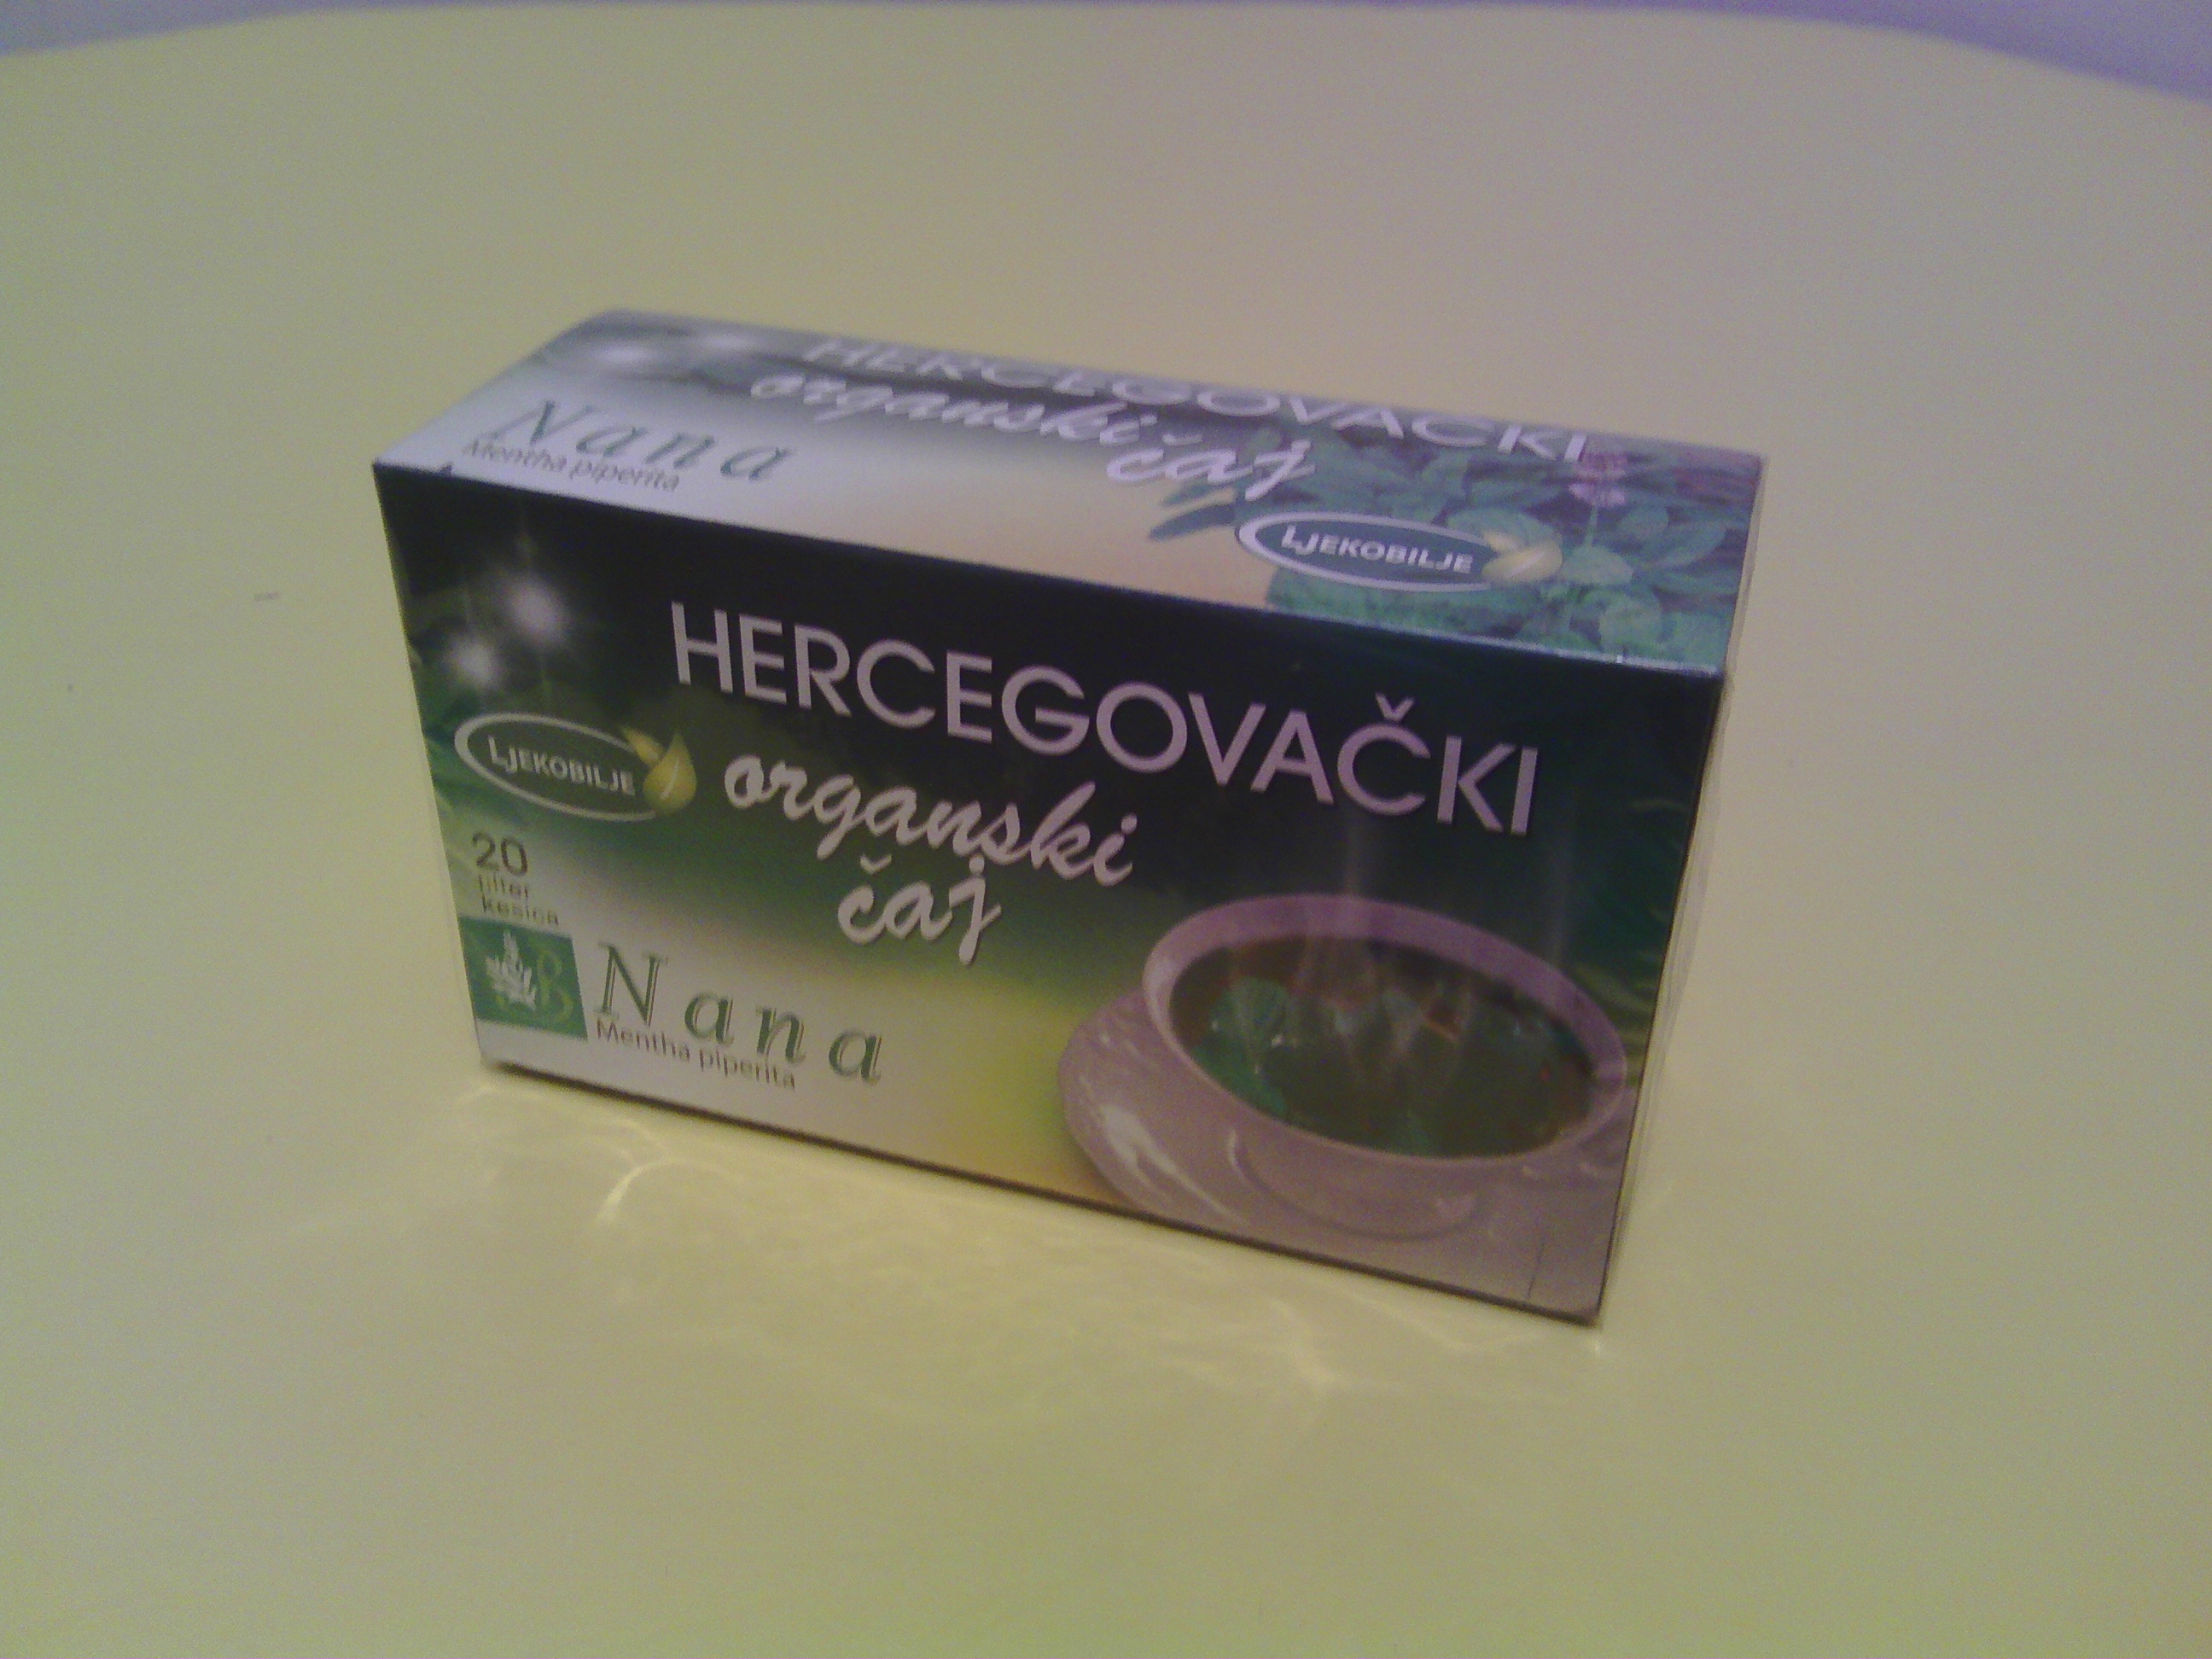 HERCEGOVAČKI
organski
čaj
Nana
Mentha piperita
LJEKOBILJE
HERCEGOVAČKI
LJEKOBILJE
organski
čaj
20
filter
kesica
B
Nana
Mentha piperita